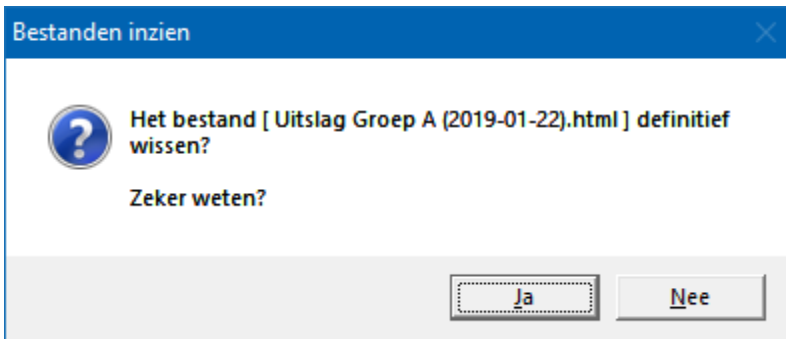 Bestanden inzien
Het bestand [ Uitslag Groep A (2019-01-22).html ] definitief
wissen?
Zeker weten?
Ja
Nee